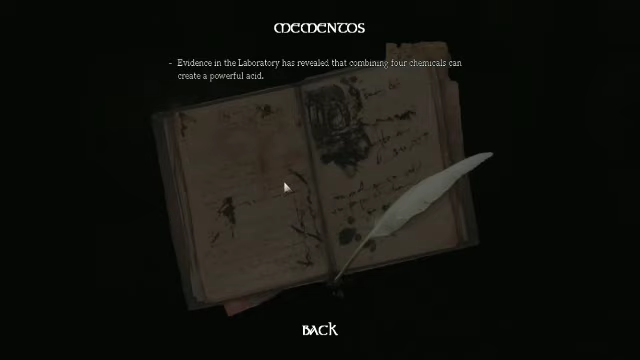 MEMENTOS
- Evidence in the Laboratory has revealed that combining four chemicals can
create a powerful acid.
BACK